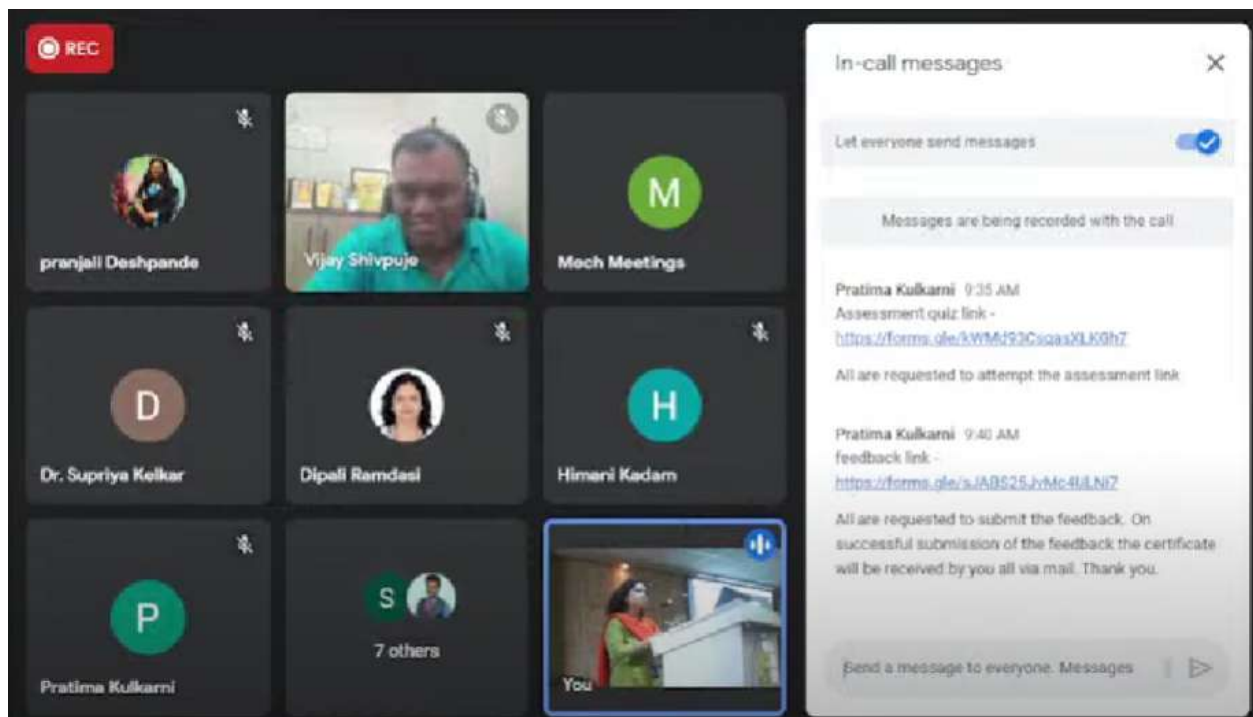 REC
pranjali Deshpande
Vijay Shivpuje
M
Mech Meetings
D
Dr. Supriya Kelkar
Dipali Ramdasi
H
Himani Kadam
P
Pratima Kulkarni
S
7 others
You
In-call messages
Let everyone send messages
Messages are being recorded with the call
Pratima Kulkarni 9:35 AM
Assessment quiz link -
All are requested to attempt the assessment link
Pratima Kulkarni 9:40 AM
feedback link -
All are requested to submit the feedback. On
successful submission of the feedback the certificate
will be received by you all via mail. Thank you.
Send a message to everyone. Messages